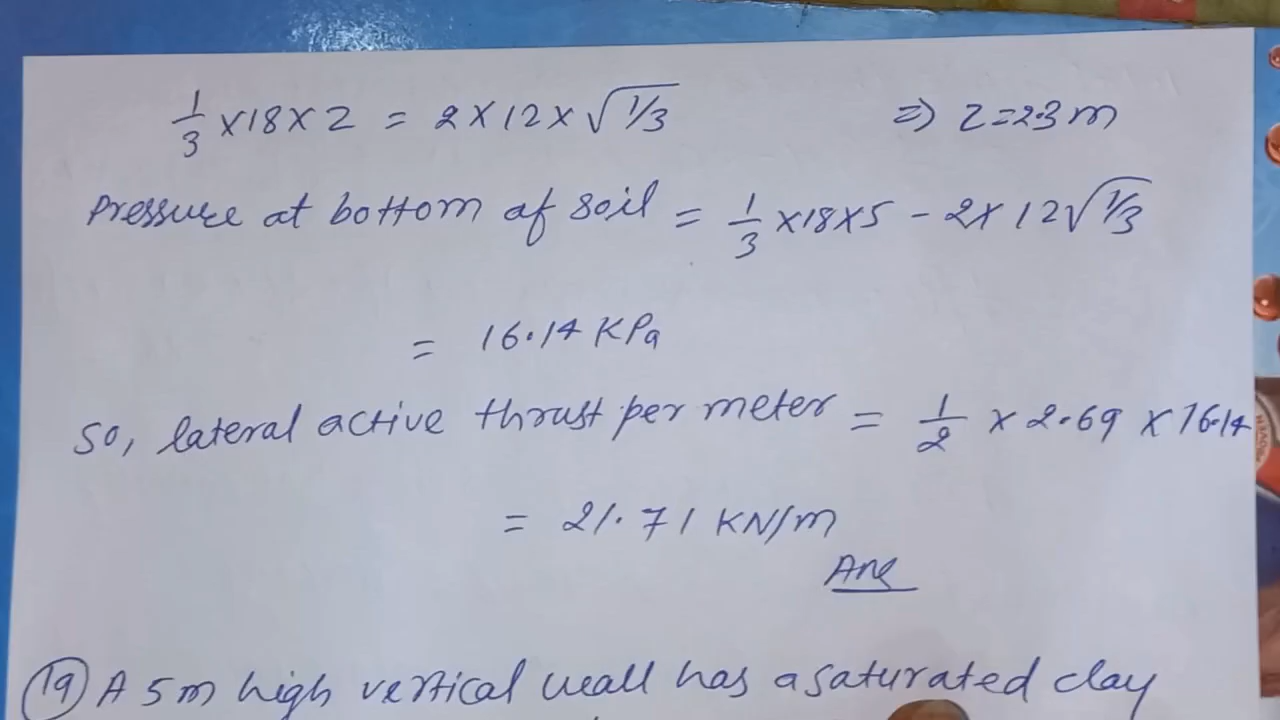 1/3 × 18 × Z = 2 × 12 × √1/3 ⇒ Z = 2.3 m
Pressure at bottom of soil = 1/3 × 18 × 5 - 2 × 12 √1/3
= 16.14 KPa
So, lateral active thrust per meter = 1/2 × 2.69 × 16.14
= 21.71 KN/m
Ans
(19) A 5m high vertical wall has a saturated clay